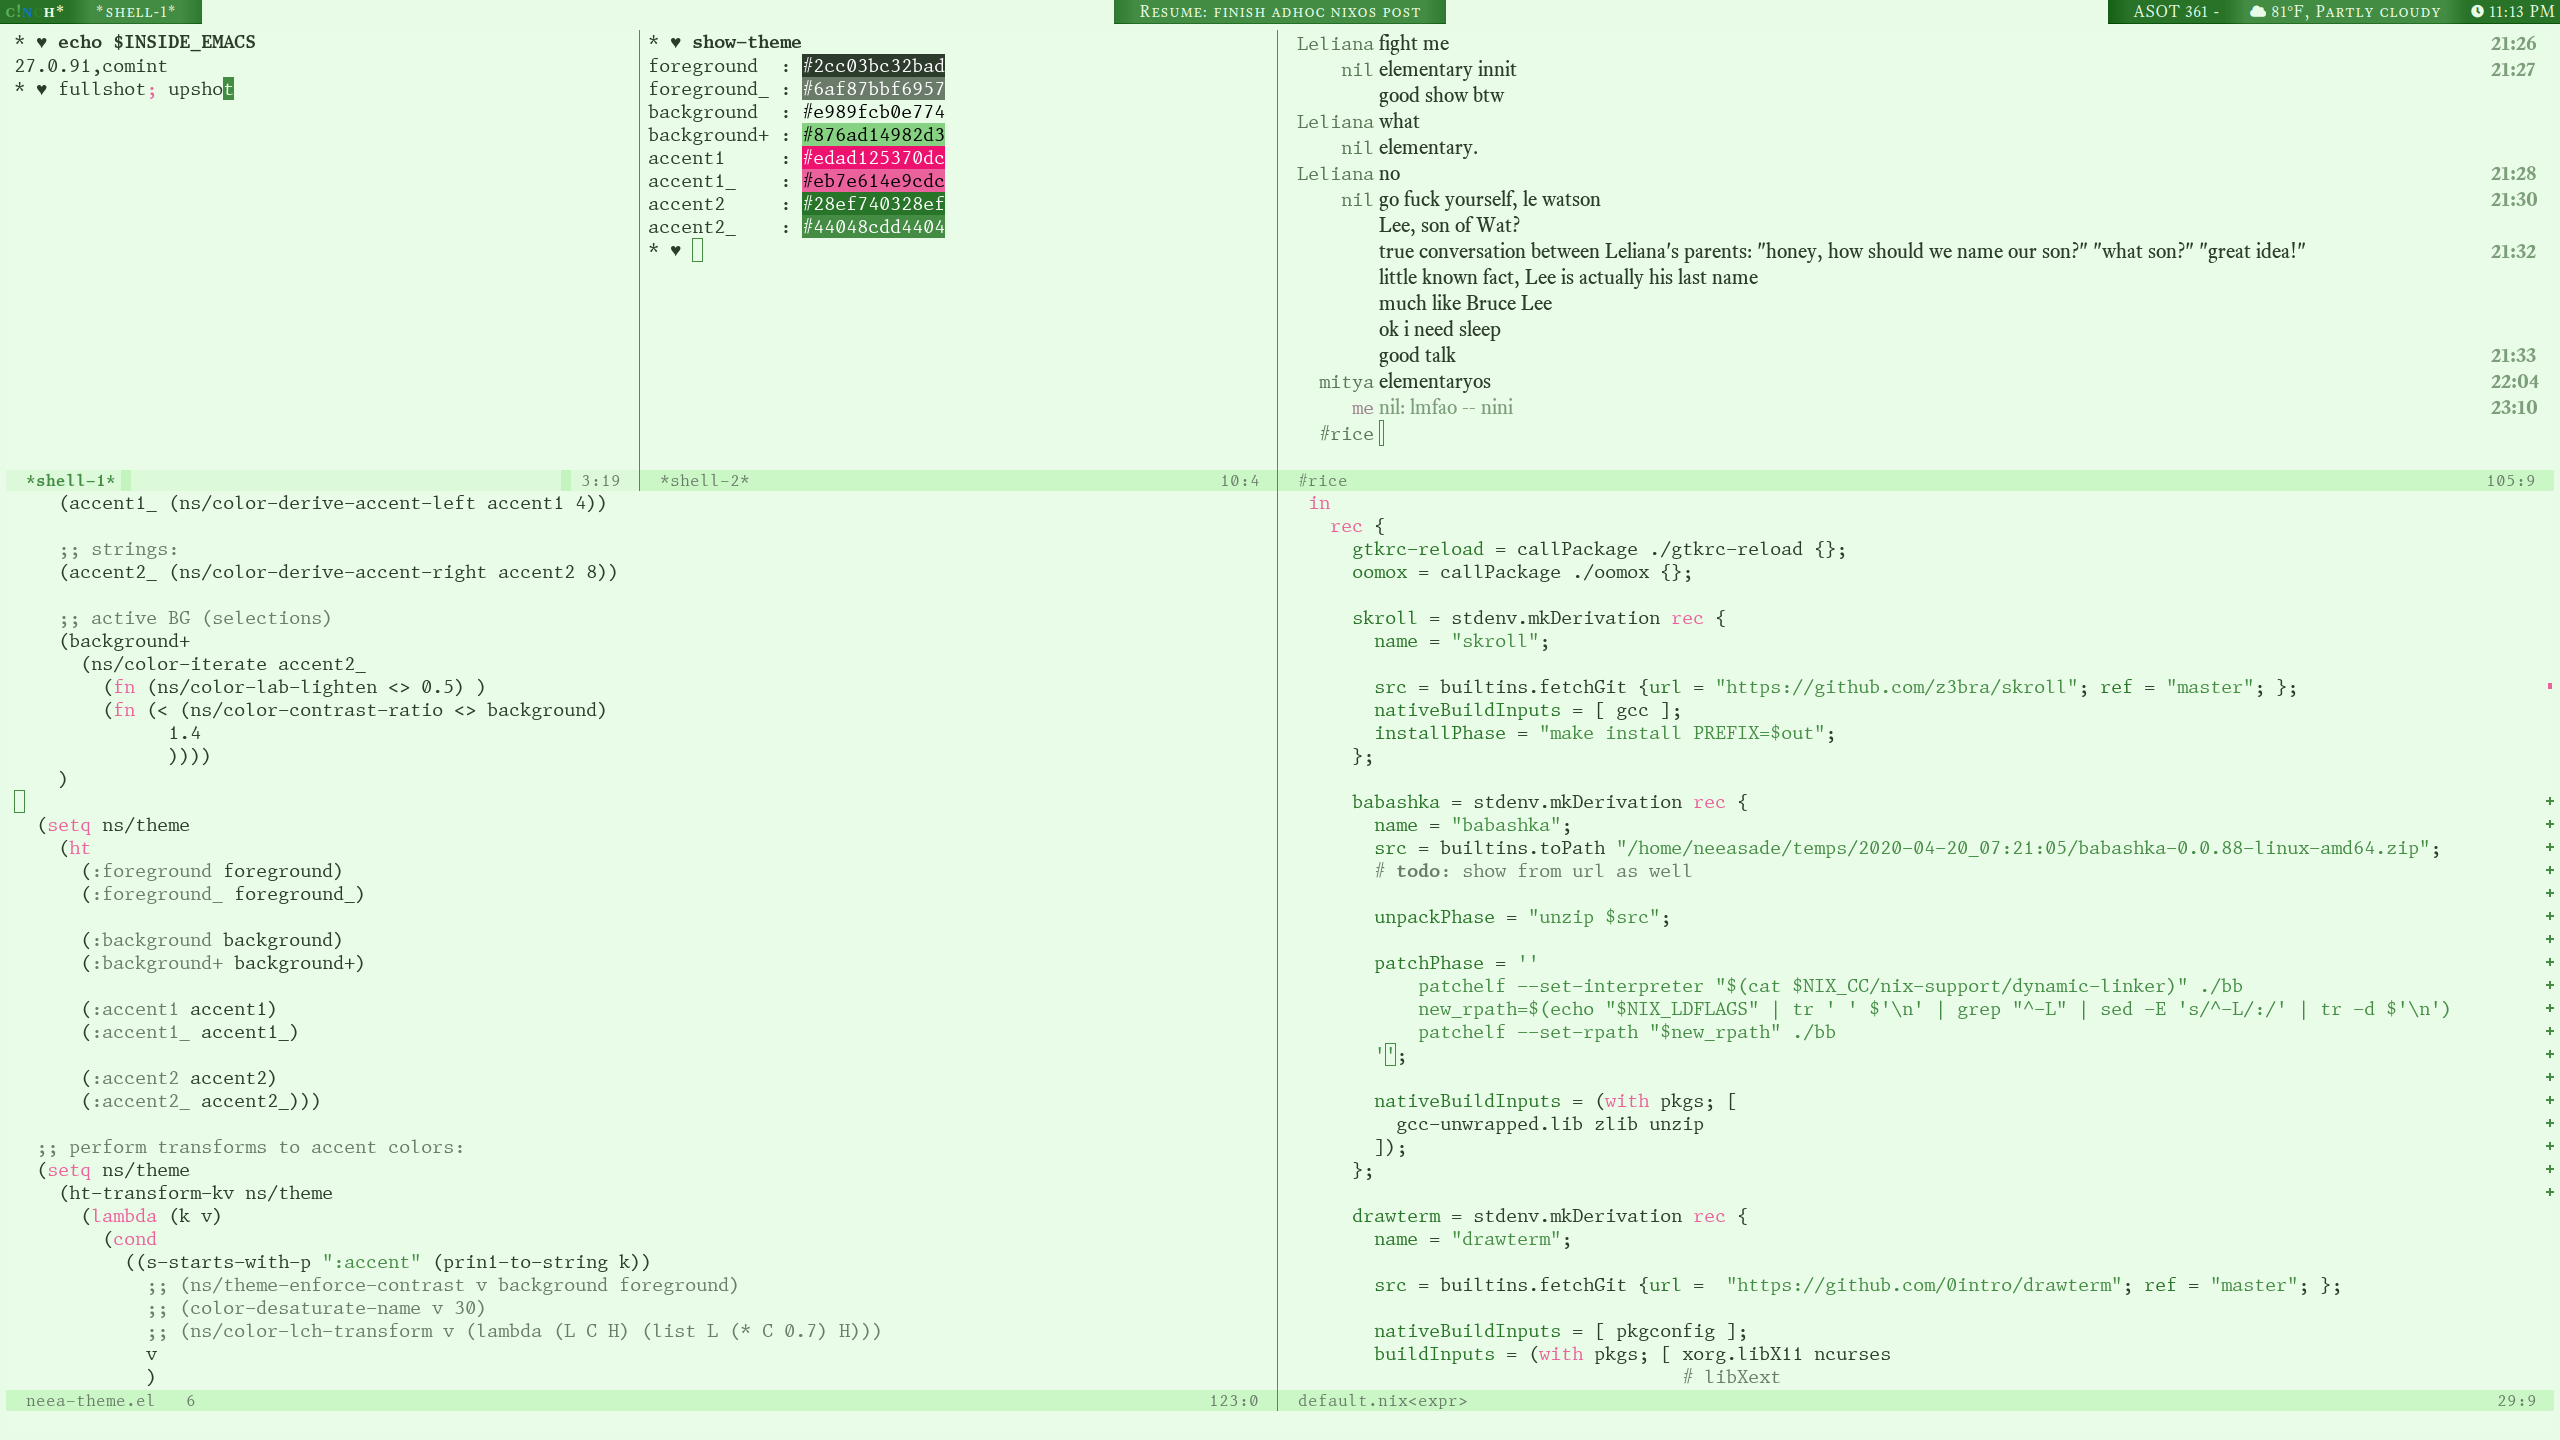 C!NCH* *SHELL-1* RESUME: FINISH ADHOC NIXOS POST ASOT 361 - 81°F, PARTLY CLOUDY 11:13 PM
* ♥ echo $INSIDE_EMACS
27.0.91,comint
* ♥ fullshot; upshot
*shell-1* 3:19
* ♥ show-theme
foreground : #2cc03bc32bad
foreground_ : #6af87bbf6957
background : #e989fcb0e774
background+ : #876ad14982d3
accent1 : #edad125370dc
accent1_ : #eb7e614e9cdc
accent2 : #28ef740328ef
accent2_ : #44048cdd4404
* ♥
*shell-2* 10:4
Leliana fight me 21:26
nil elementary innit 21:27
good show btw
Leliana what
nil elementary.
Leliana no 21:28
nil go fuck yourself, le watson 21:30
Lee, son of Wat?
true conversation between Leliana's parents: "honey, how should we name our son?" "what son?" "great idea!" 21:32
little known fact, Lee is actually his last name
much like Bruce Lee
ok i need sleep
good talk 21:33
mitya elementaryos 22:04
me nil: lmfao -- nini 23:10
#rice
#rice 105:9
(accent1_ (ns/color-derive-accent-left accent1 4))
;; strings:
(accent2_ (ns/color-derive-accent-right accent2 8))
;; active BG (selections)
(background+
(ns/color-iterate accent2_
(fn (ns/color-lab-lighten <> 0.5) )
(fn (< (ns/color-contrast-ratio <> background)
1.4
))))
)
(setq ns/theme
(ht
(:foreground foreground)
(:foreground_ foreground_)
(:background background)
(:background+ background+)
(:accent1 accent1)
(:accent1_ accent1_)
(:accent2 accent2)
(:accent2_ accent2_)))
;; perform transforms to accent colors:
(setq ns/theme
(ht-transform-kv ns/theme
(lambda (k v)
(cond
((s-starts-with-p ":accent" (prin1-to-string k))
;; (ns/theme-enforce-contrast v background foreground)
;; (color-desaturate-name v 30)
;; (ns/color-lch-transform v (lambda (L C H) (list L (* C 0.7) H)))
v
)
neea-theme.el 6 123:0
in
rec {
gtkrc-reload = callPackage ./gtkrc-reload {};
oomox = callPackage ./oomox {};
skroll = stdenv.mkDerivation rec {
name = "skroll";
src = builtins.fetchGit {url = "https://github.com/z3bra/skroll"; ref = "master"; };
nativeBuildInputs = [ gcc ];
installPhase = "make install PREFIX=$out";
};
babashka = stdenv.mkDerivation rec { +
name = "babashka"; +
src = builtins.toPath "/home/neeasade/temps/2020-04-20_07:21:05/babashka-0.0.88-linux-amd64.zip"; +
# todo: show from url as well +
+
unpackPhase = "unzip $src"; +
+
patchPhase = '' +
patchelf --set-interpreter "$(cat $NIX_CC/nix-support/dynamic-linker)" ./bb +
new_rpath=$(echo "$NIX_LDFLAGS" | tr ' ' $'\n' | grep "^-L" | sed -E 's/^-L/:/' | tr -d $'\n') +
patchelf --set-rpath "$new_rpath" ./bb +
''; +
+
nativeBuildInputs = (with pkgs; [ +
gcc-unwrapped.lib zlib unzip +
]); +
}; +
+
drawterm = stdenv.mkDerivation rec {
name = "drawterm";
src = builtins.fetchGit {url = "https://github.com/0intro/drawterm"; ref = "master"; };
nativeBuildInputs = [ pkgconfig ];
buildInputs = (with pkgs; [ xorg.libX11 ncurses
# libXext
default.nix<expr> 29:9